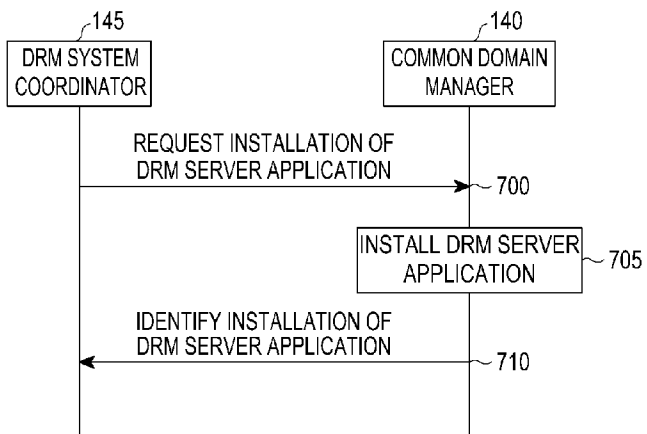 145
DRM SYSTEM
COORDINATOR
140
COMMON DOMAIN
MANAGER
REQUEST INSTALLATION OF
DRM SERVER APPLICATION
700
INSTALL DRM SERVER
APPLICATION
705
IDENTIFY INSTALLATION OF
DRM SERVER APPLICATION
710